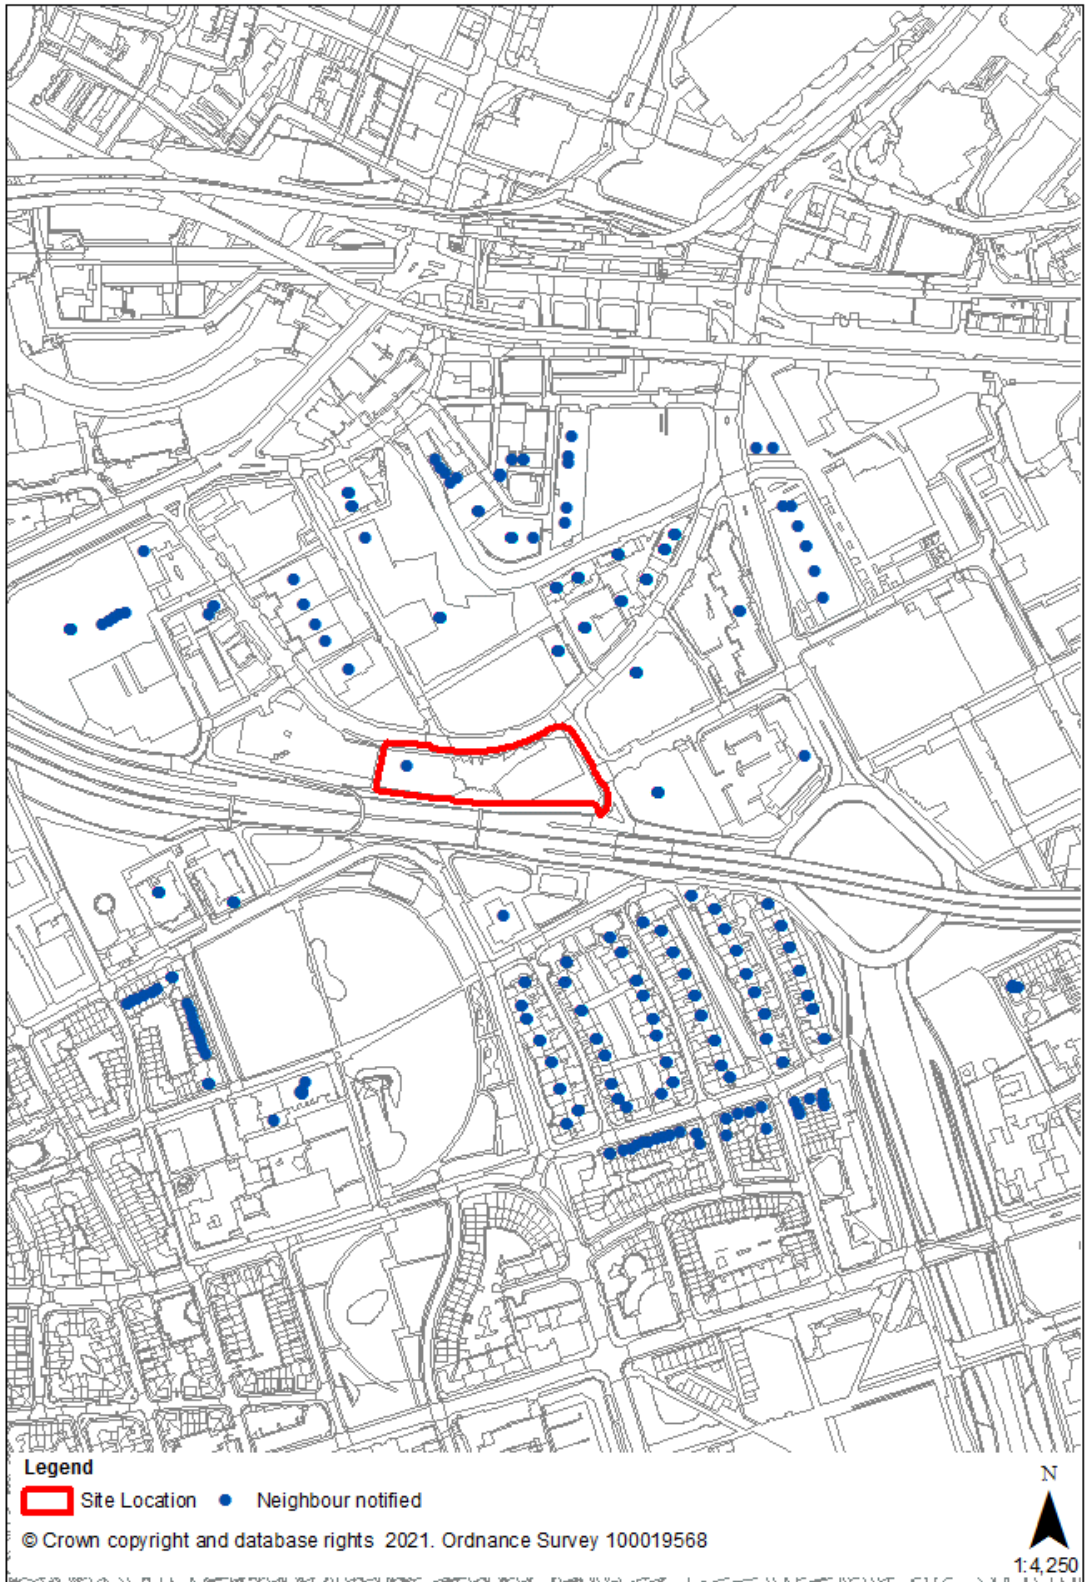 Legend
Site Location Neighbour notified
© Crown copyright and database rights 2021. Ordnance Survey 100019568
N
1:4,250